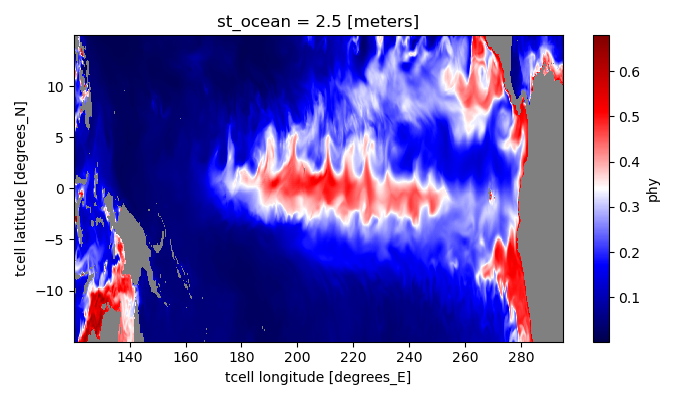 st_ocean = 2.5 [meters]
10
5
0
−5
−10
tcell latitude [degrees_N]
140 160 180 200 220 240 260 280
tcell longitude [degrees_E]
0.6
0.5
0.4
0.3
0.2
0.1
phy